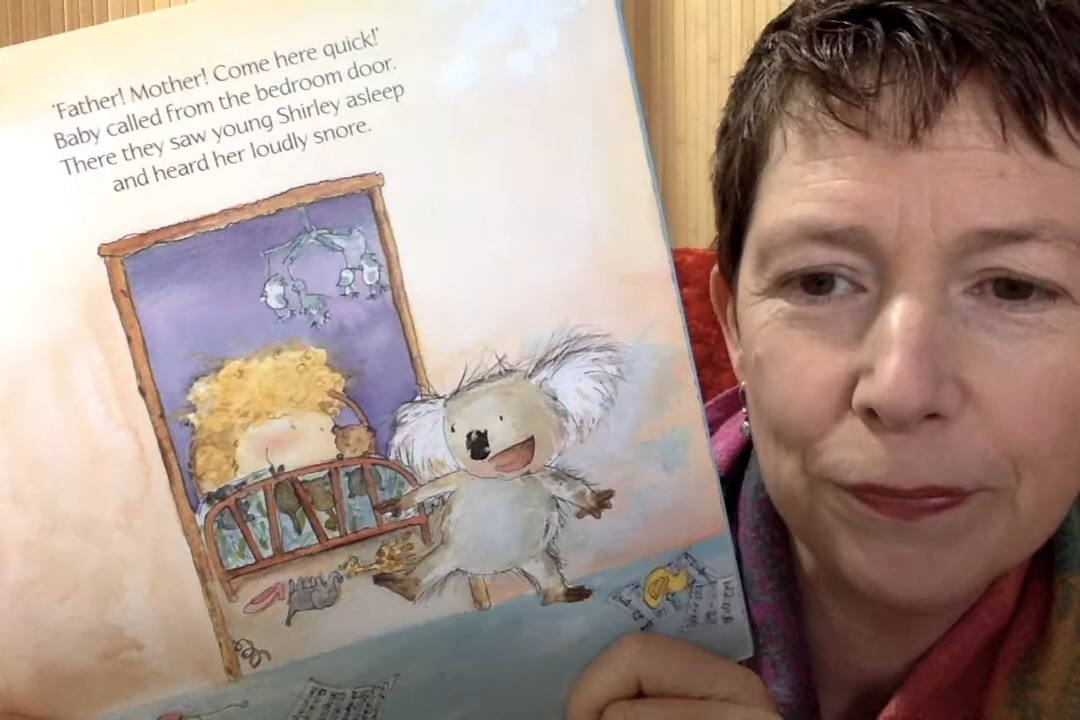 'Father! Mother! Come here quick!'
Baby called from the bedroom door.
There they saw young Shirley asleep
and heard her loudly snore.